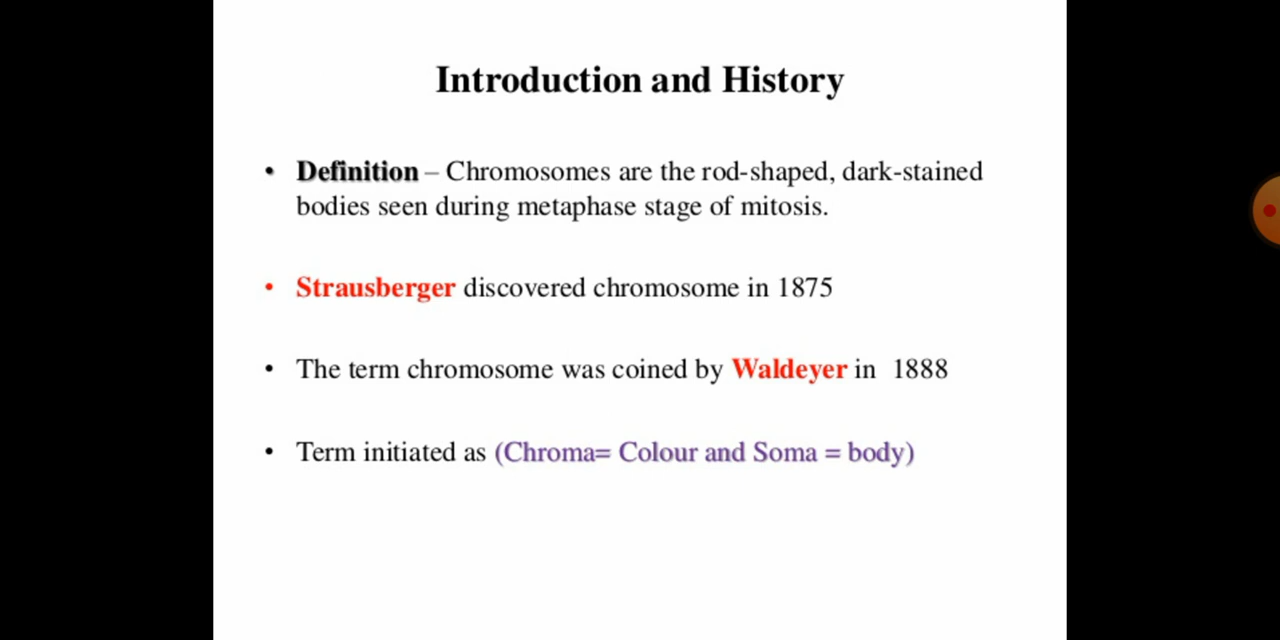 Introduction and History
• Definition – Chromosomes are the rod-shaped, dark-stained
bodies seen during metaphase stage of mitosis.
• Strausberger discovered chromosome in 1875
• The term chromosome was coined by Waldeyer in 1888
• Term initiated as (Chroma= Colour and Soma = body)